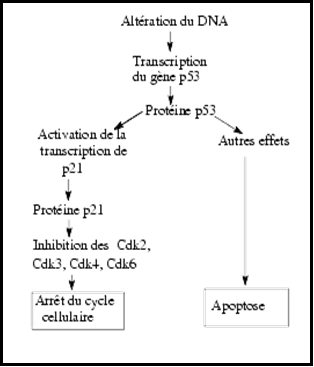 Altération du DNA
Transcription
du gène p53
Protéine p53
Activation de la
transcription de
p21
Autres effets
Protéine p21
Inhibition des Cdk2,
Cdk3, Cdk4, Cdk6
Arrêt du cycle
cellulaire
Apoptose